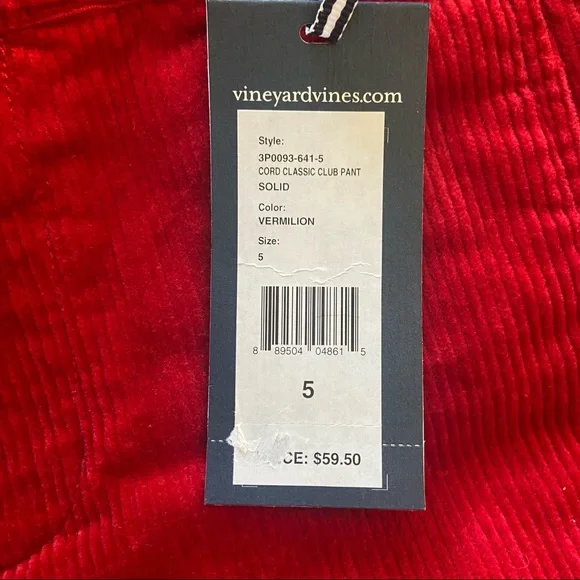 vineyardvines.com
Style:
3P0093-641-5
CORD CLASSIC CLUB PANT
SOLID
Color:
VERMILION
Size:
5
8 89504 04861 5
5
CE: $59.50